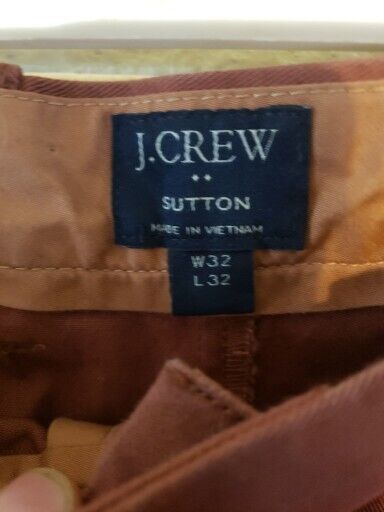 J.CREW
SUTTON
MADE IN VIETNAM
W32
L32